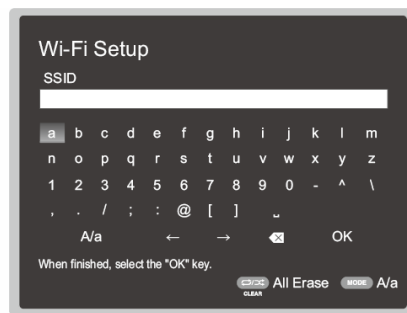 Wi-Fi Setup
SSID
a b c d e f g h i j k l m
n o p q r s t u v w x y z
1 2 3 4 5 6 7 8 9 0 - ^ \
, . / ; : @ [ ] ␣
A/a ← → ⌫ OK
When finished, select the "OK" key.
CLEAR All Erase MODE A/a